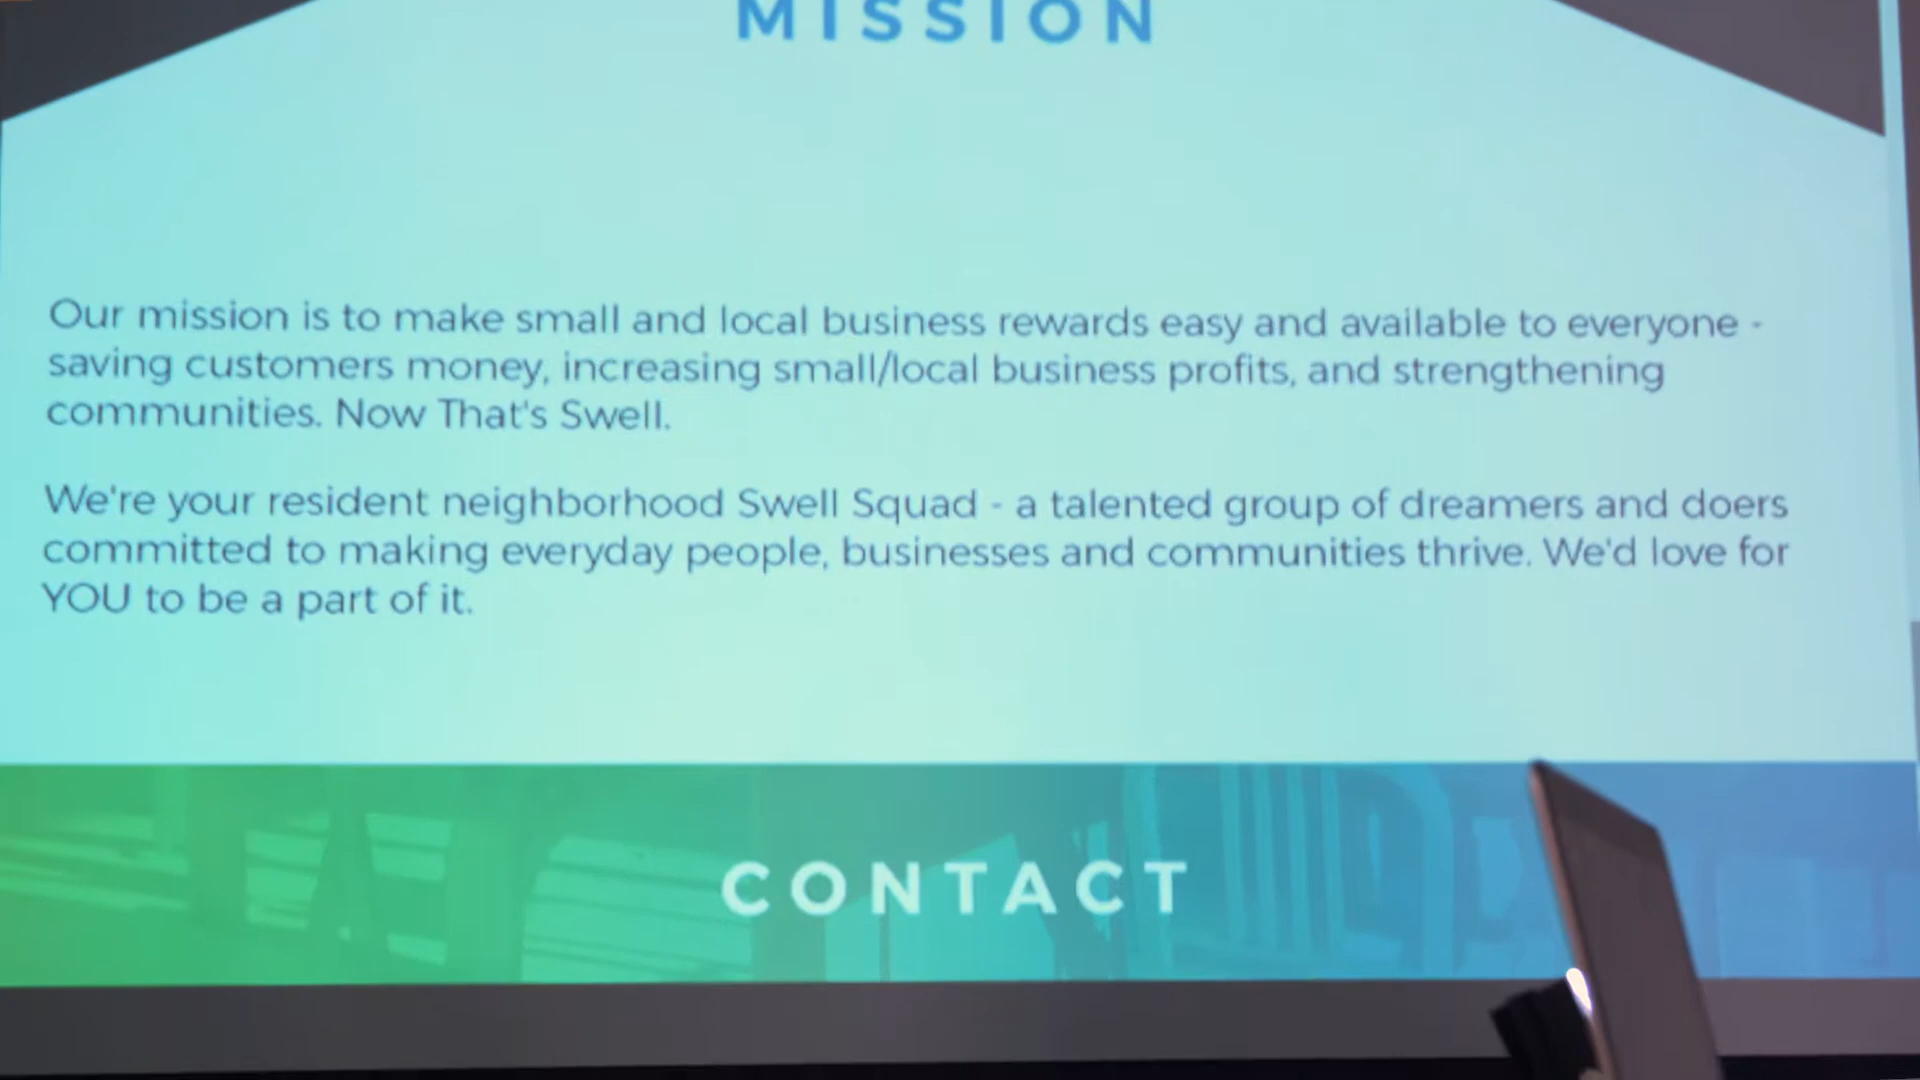 MISSION
Our mission is to make small and local business rewards easy and available to everyone -
saving customers money, increasing small/local business profits, and strengthening
communities. Now That's Swell.
We're your resident neighborhood Swell Squad - a talented group of dreamers and doers
committed to making everyday people, businesses and communities thrive. We'd love for
YOU to be a part of it.
CONTACT